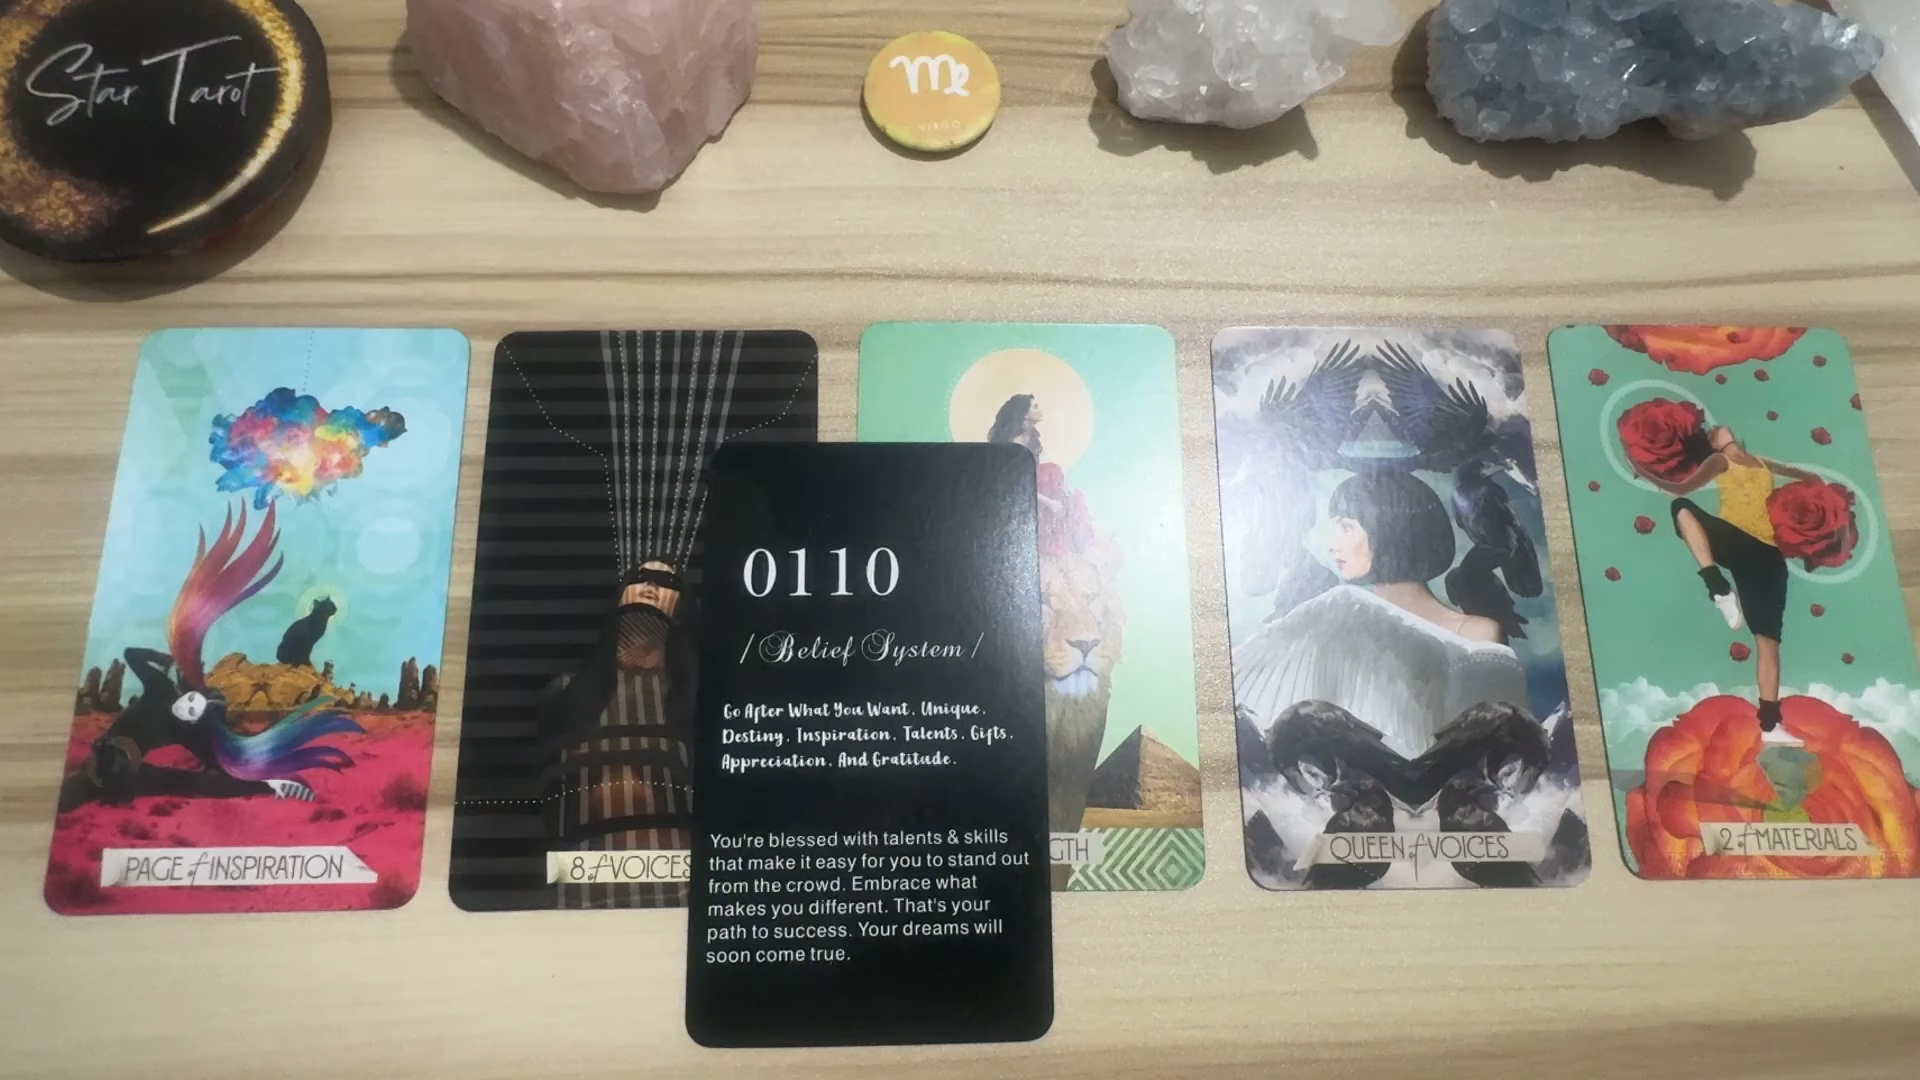 Star Tarot
VIRGO
0110
/ Belief System /
Go After What You Want, Unique,
Destiny, Inspiration, Talents, Gifts,
Appreciation, And Gratitude.
You're blessed with talents & skills
that make it easy for you to stand out
from the crowd. Embrace what
makes you different. That's your
path to success. Your dreams will
soon come true.
PAGE of INSPIRATION
8 of VOICES
GTH
QUEEN of VOICES
2 of MATERIALS